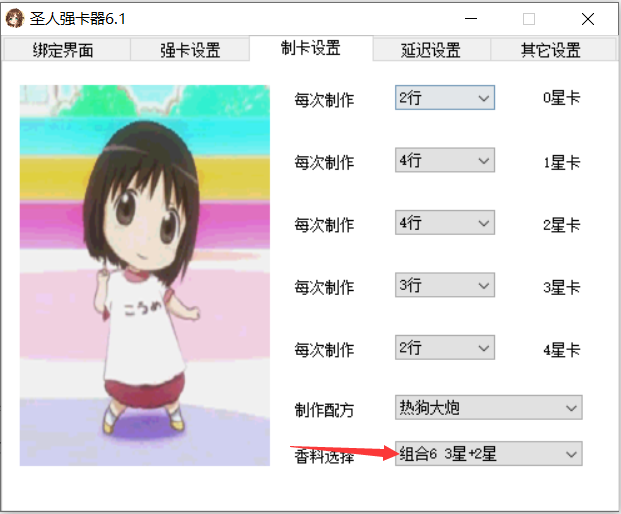 圣人强卡器6.1
绑定界面 强卡设置 制卡设置 延迟设置 其它设置
每次制作 2行 0星卡
每次制作 4行 1星卡
每次制作 4行 2星卡
每次制作 3行 3星卡
每次制作 2行 4星卡
制作配方 热狗大炮
香料选择 组合6 3星+2星
こうめ